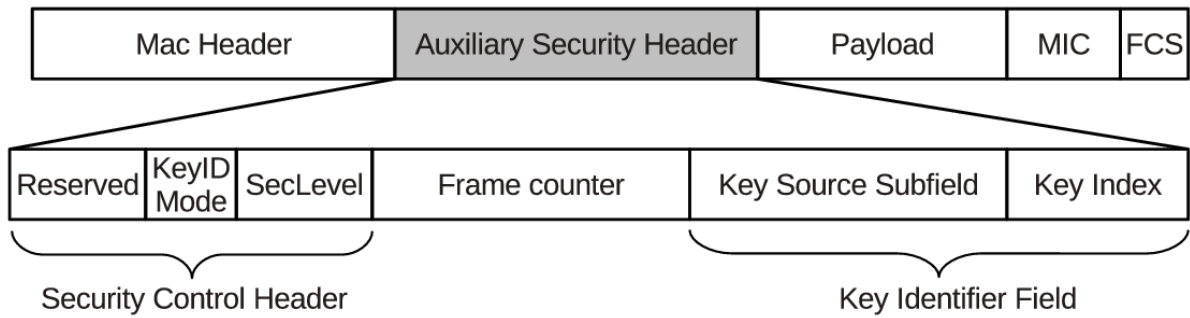 Mac Header Auxiliary Security Header Payload MIC FCS
Reserved KeyID Mode SecLevel Frame counter Key Source Subfield Key Index
Security Control Header Key Identifier Field